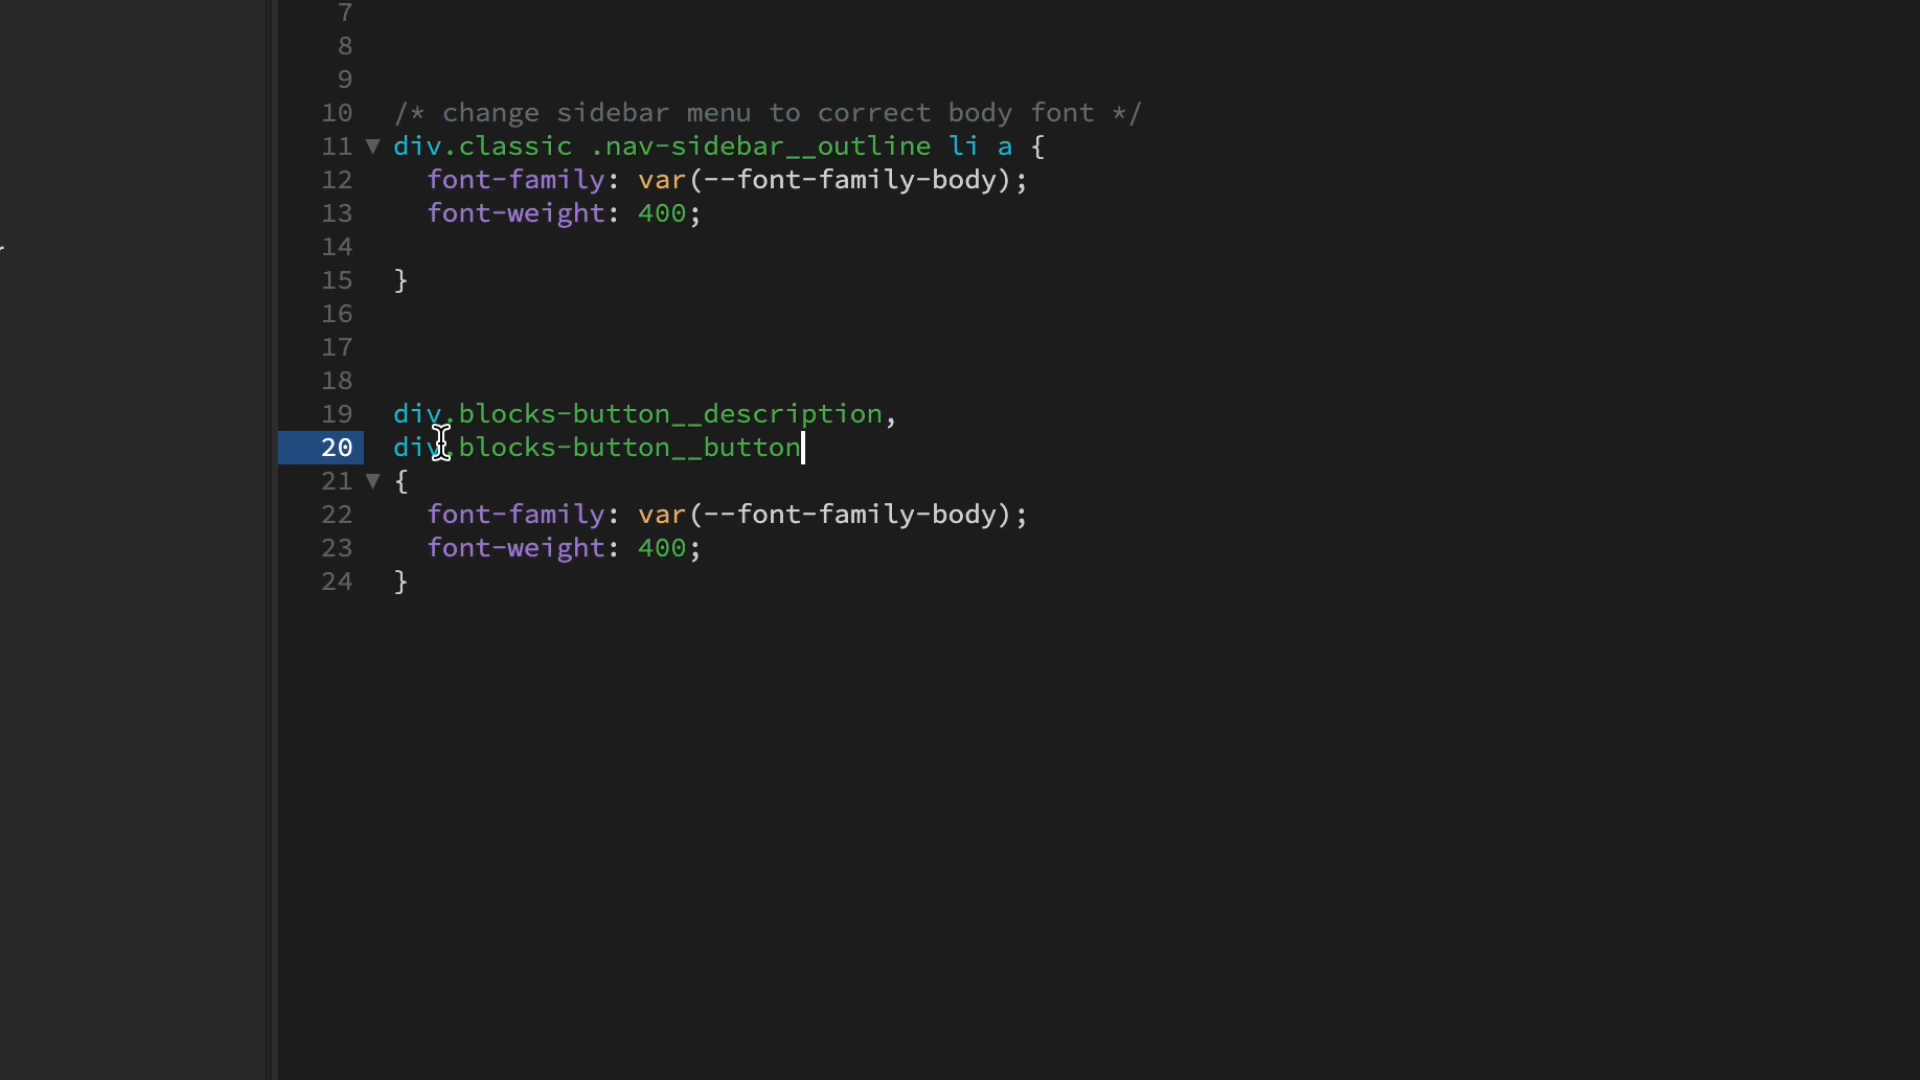 7
8
9
10 /* change sidebar menu to correct body font */
11 ▼ div.classic .nav-sidebar__outline li a {
12 font-family: var(--font-family-body);
13 font-weight: 400;
14
15 }
16
17
18
19 div.blocks-button__description,
20 div.blocks-button__button
21 ▼ {
22 font-family: var(--font-family-body);
23 font-weight: 400;
24 }